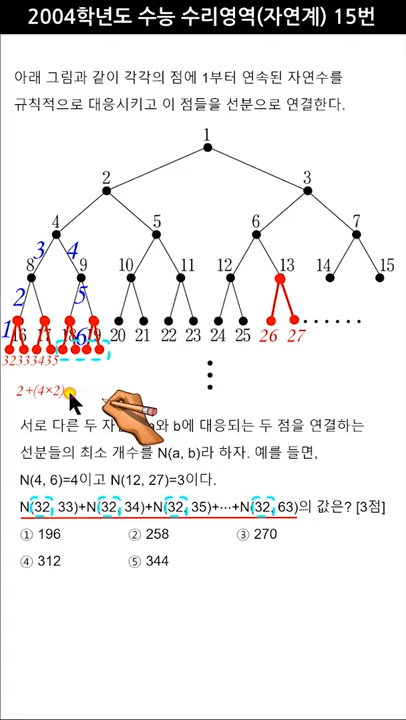 2004학년도 수능 수리영역(자연계) 15번
아래 그림과 같이 각각의 점에 1부터 연속된 자연수를
규칙적으로 대응시키고 이 점들을 선분으로 연결한다.
1
2 3
4 5 6 7
3 4
8 9 10 11 12 13 14 15
2 5
1 16 17 18 6 19 20 21 22 23 24 25 26 27 ······
32 33 34 35
2+(4×2)
서로 다른 두 자 와 b에 대응되는 두 점을 연결하는
선분들의 최소 개수를 N(a, b)라 하자. 예를 들면,
N(4, 6)=4이고 N(12, 27)=3이다.
N(32, 33)+N(32, 34)+N(32, 35)+···+N(32, 63)의 값은? [3점]
① 196 ② 258 ③ 270
④ 312 ⑤ 344